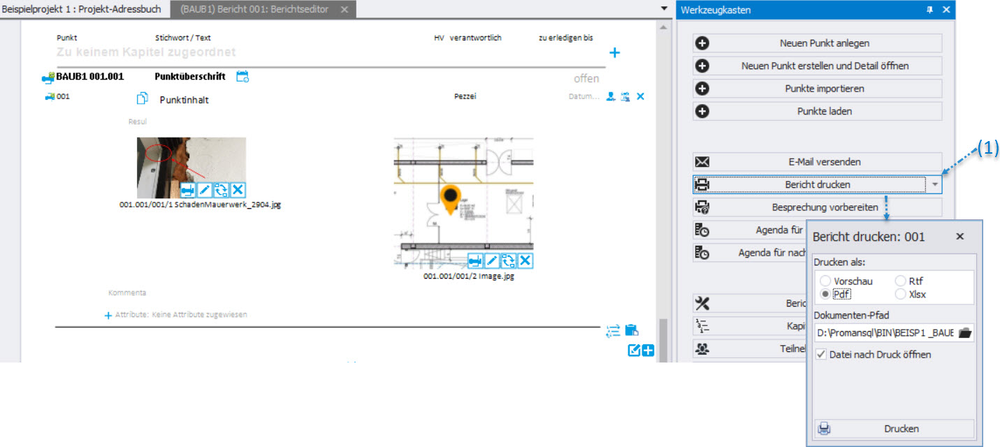 Beispielprojekt 1 : Projekt-Adressbuch
(BAUB1) Bericht 001: Berichtseditor
Punkt Stichwort / Text HV verantwortlich zu erledigen bis
Zu keinem Kapitel zugeordnet
BAUB1 001.001 Punktüberschrift offen
001 Punktinhalt Pezzei Datum...
Resul
001.001/001/1 SchadenMauerwerk_2904.jpg
001.001/001/2 Image.jpg
Kommenta
Attribute: Keine Attribute zugewiesen
Werkzeugkasten
Neuen Punkt anlegen
Neuen Punkt erstellen und Detail öffnen
Punkte importieren
Punkte laden
E-Mail versenden
(1)
Bericht drucken
Besprechung vorbereiten
Agenda für
Agenda für nach
Beric
Kapi
Teilne
Bericht drucken: 001
Drucken als:
Vorschau Rtf
Pdf Xlsx
Dokumenten-Pfad
D:\Promansql\BIN\BEISP1 _BAUE
Datei nach Druck öffnen
Drucken